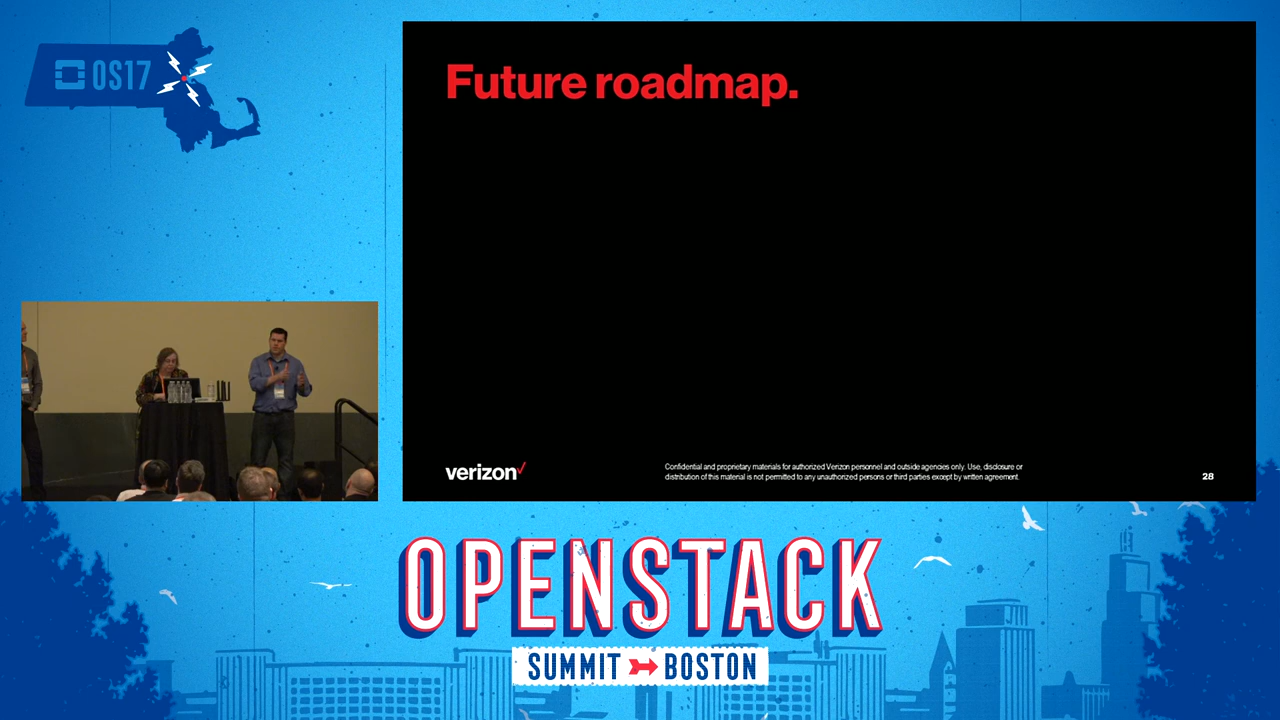 OS17
Future roadmap.
verizon
Confidential and proprietary materials for authorized Verizon personnel and outside agencies only. Use, disclosure or
distribution of this material is not permitted to any unauthorized persons or third parties except by written agreement.
28
OPENSTACK
SUMMIT BOSTON